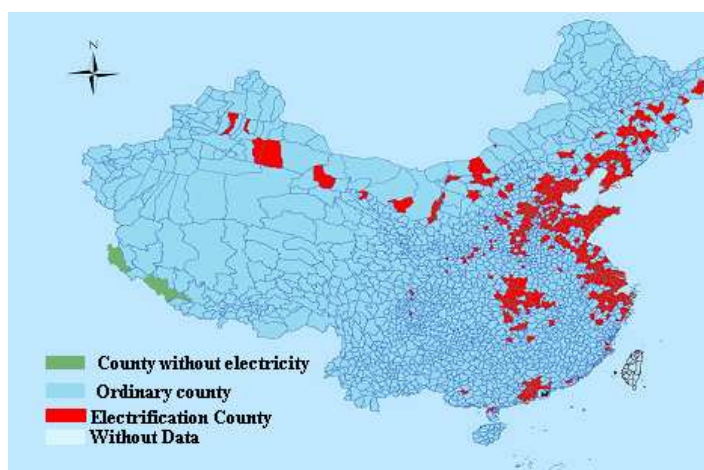 N
County without electricity
Ordinary county
Electrification County
Without Data